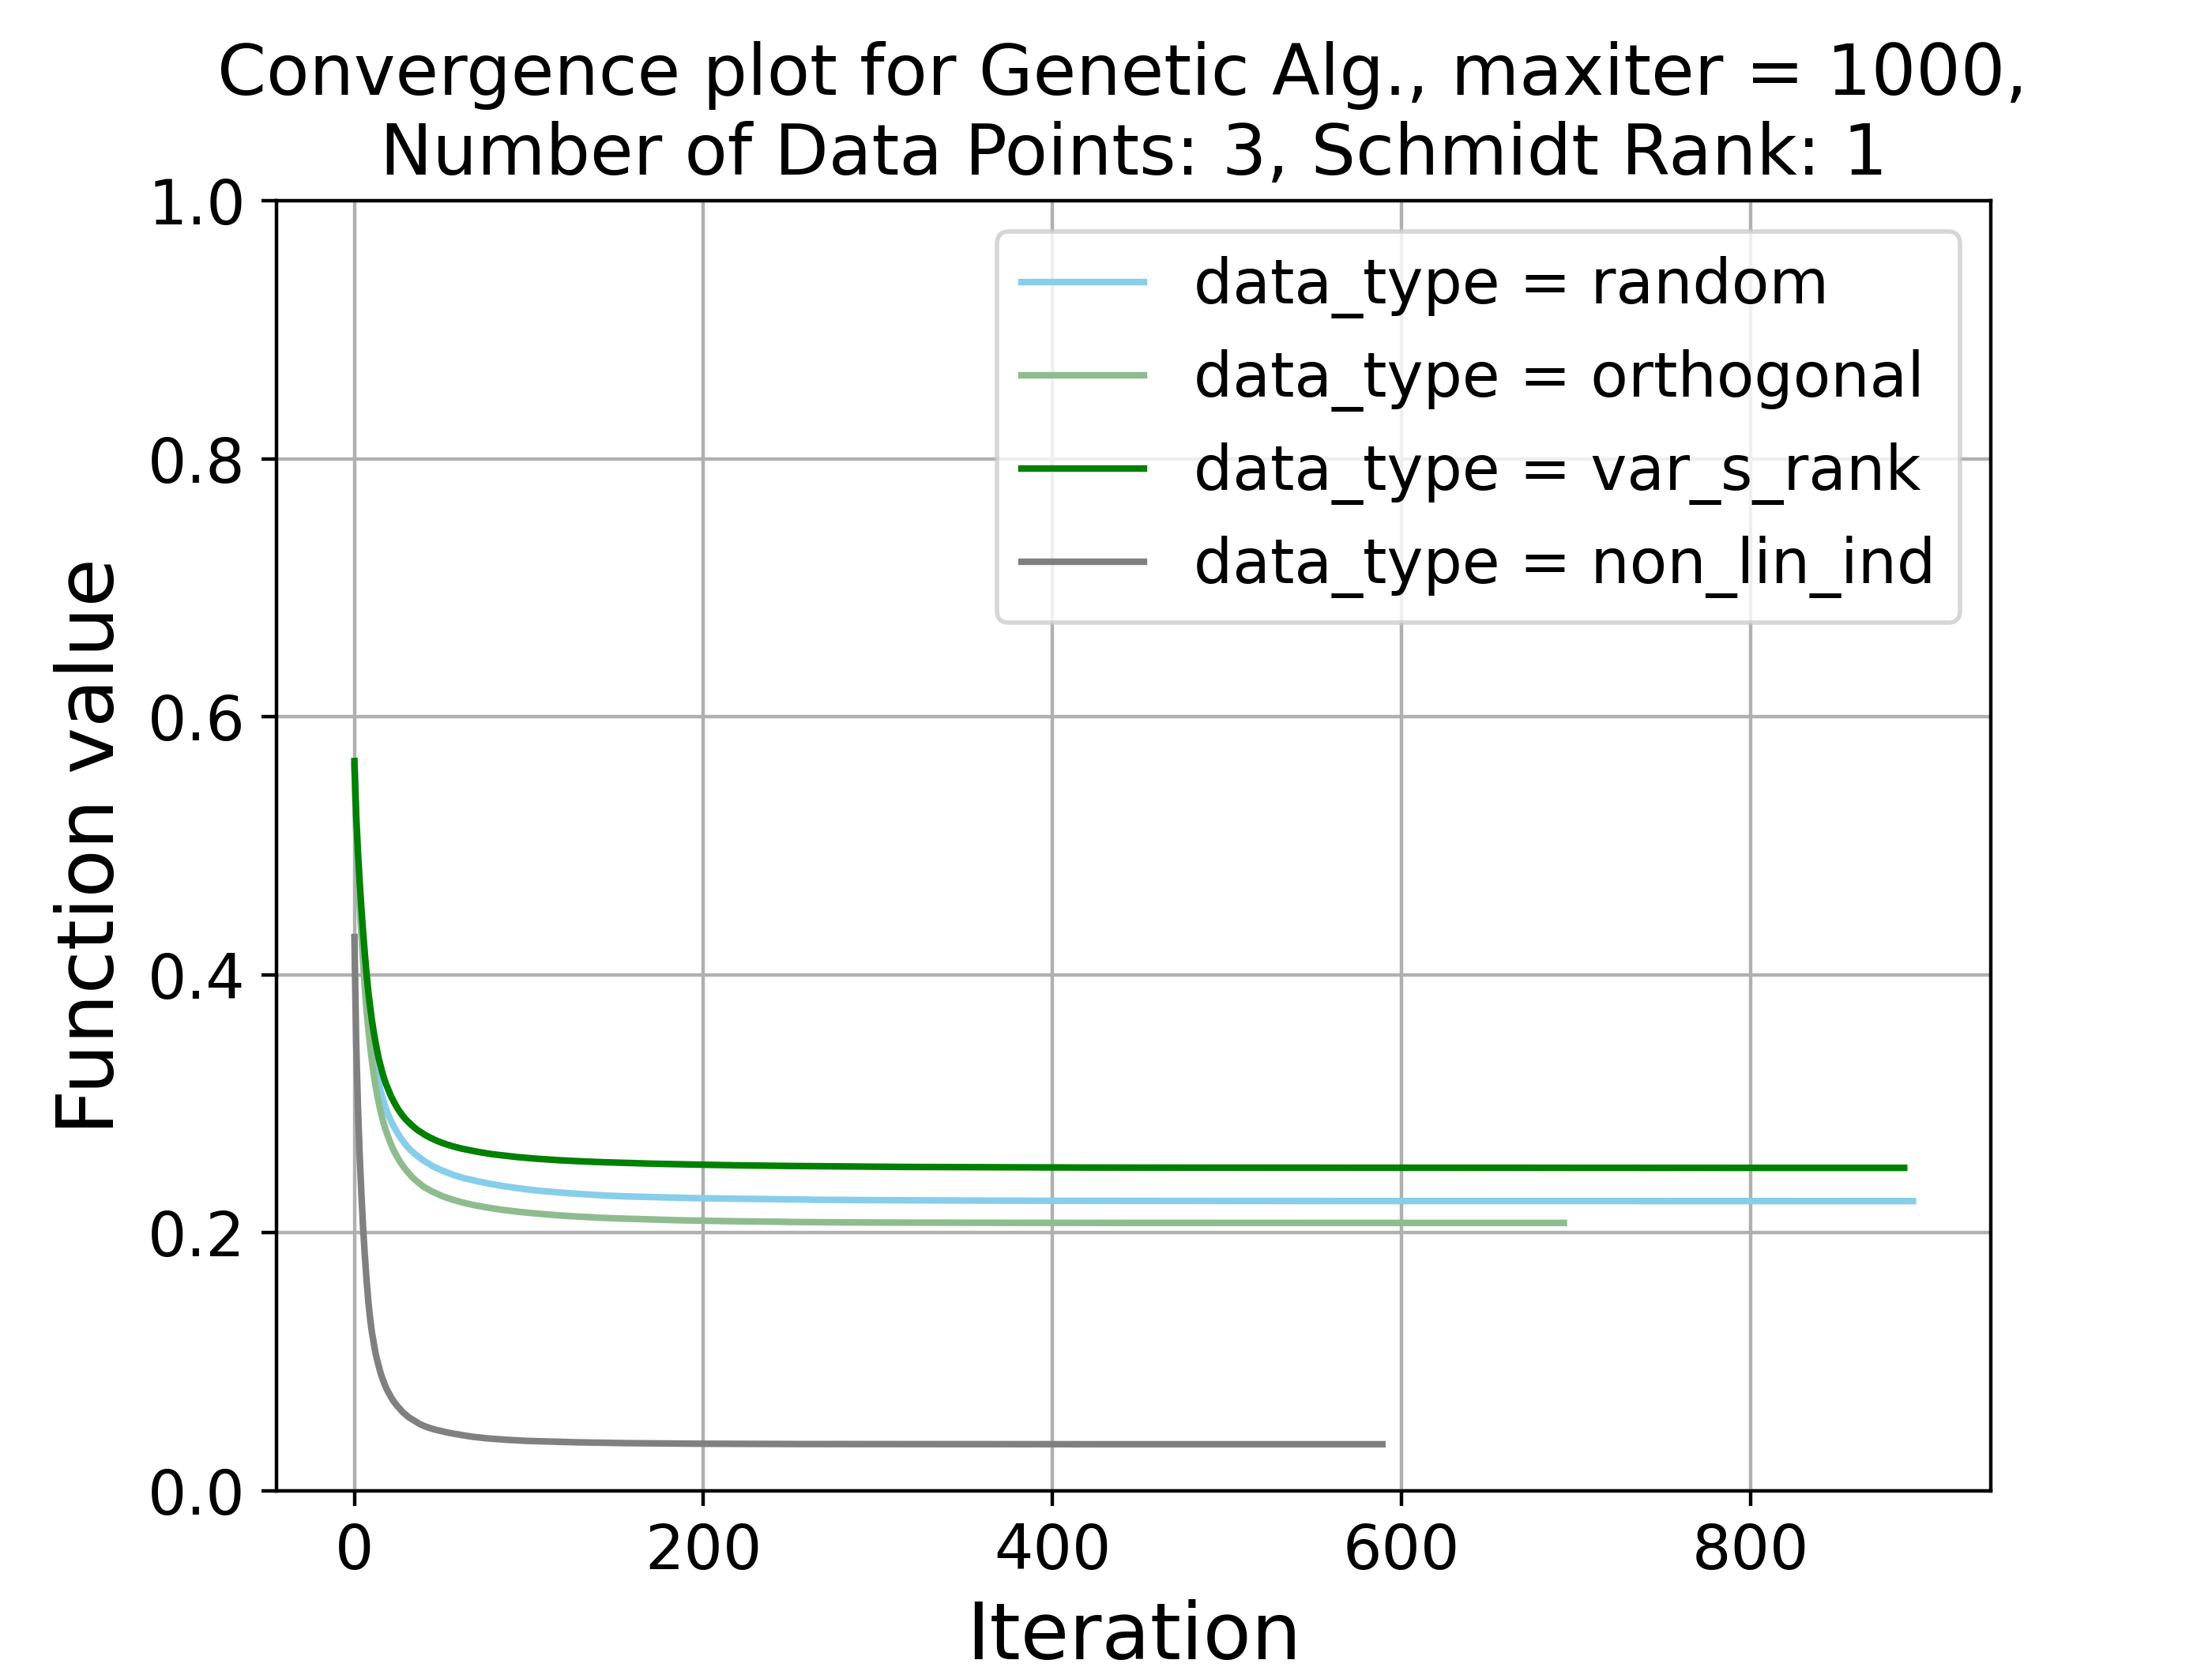 Convergence plot for Genetic Alg., maxiter = 1000,
Number of Data Points: 3, Schmidt Rank: 1
1.0
0.8
0.6
0.4
0.2
0.0
Function value
data_type = random
data_type = orthogonal
data_type = var_s_rank
data_type = non_lin_ind
0 200 400 600 800
Iteration